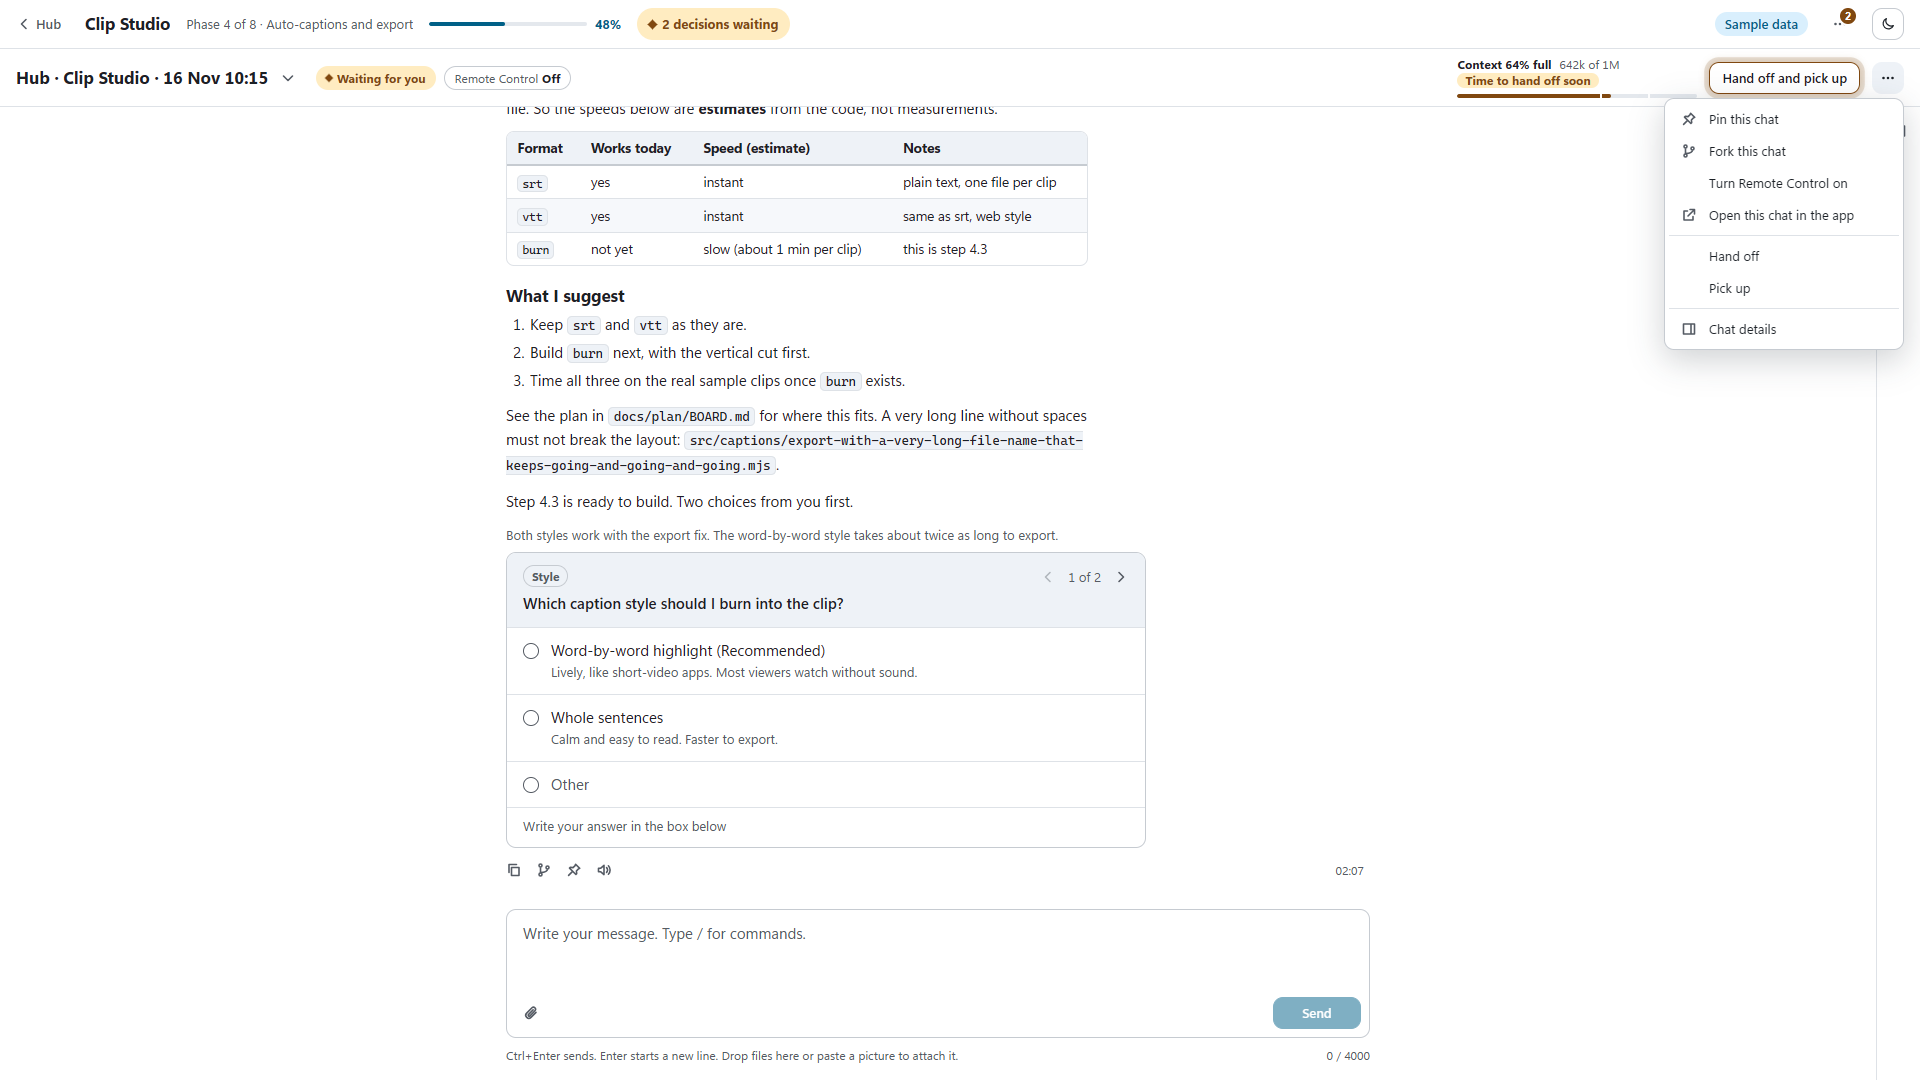 Hub
Clip Studio
Phase 4 of 8 · Auto-captions and export
48%
2 decisions waiting
Sample data
2
Hub · Clip Studio · 16 Nov 10:15
Waiting for you
Remote Control Off
Context 64% full 642k of 1M
Time to hand off soon
Hand off and pick up
Pin this chat
Fork this chat
Turn Remote Control on
Open this chat in the app
Hand off
Pick up
Chat details
file. So the speeds below are estimates from the code, not measurements.
Format Works today Speed (estimate) Notes
srt yes instant plain text, one file per clip
vtt yes instant same as srt, web style
burn not yet slow (about 1 min per clip) this is step 4.3
What I suggest
1. Keep srt and vtt as they are.
2. Build burn next, with the vertical cut first.
3. Time all three on the real sample clips once burn exists.
See the plan in docs/plan/BOARD.md for where this fits. A very long line without spaces
must not break the layout: src/captions/export-with-a-very-long-file-name-that-
keeps-going-and-going-and-going.mjs.
Step 4.3 is ready to build. Two choices from you first.
Both styles work with the export fix. The word-by-word style takes about twice as long to export.
Style
1 of 2
Which caption style should I burn into the clip?
Word-by-word highlight (Recommended)
Lively, like short-video apps. Most viewers watch without sound.
Whole sentences
Calm and easy to read. Faster to export.
Other
Write your answer in the box below
02:07
Write your message. Type / for commands.
Send
Ctrl+Enter sends. Enter starts a new line. Drop files here or paste a picture to attach it.
0 / 4000